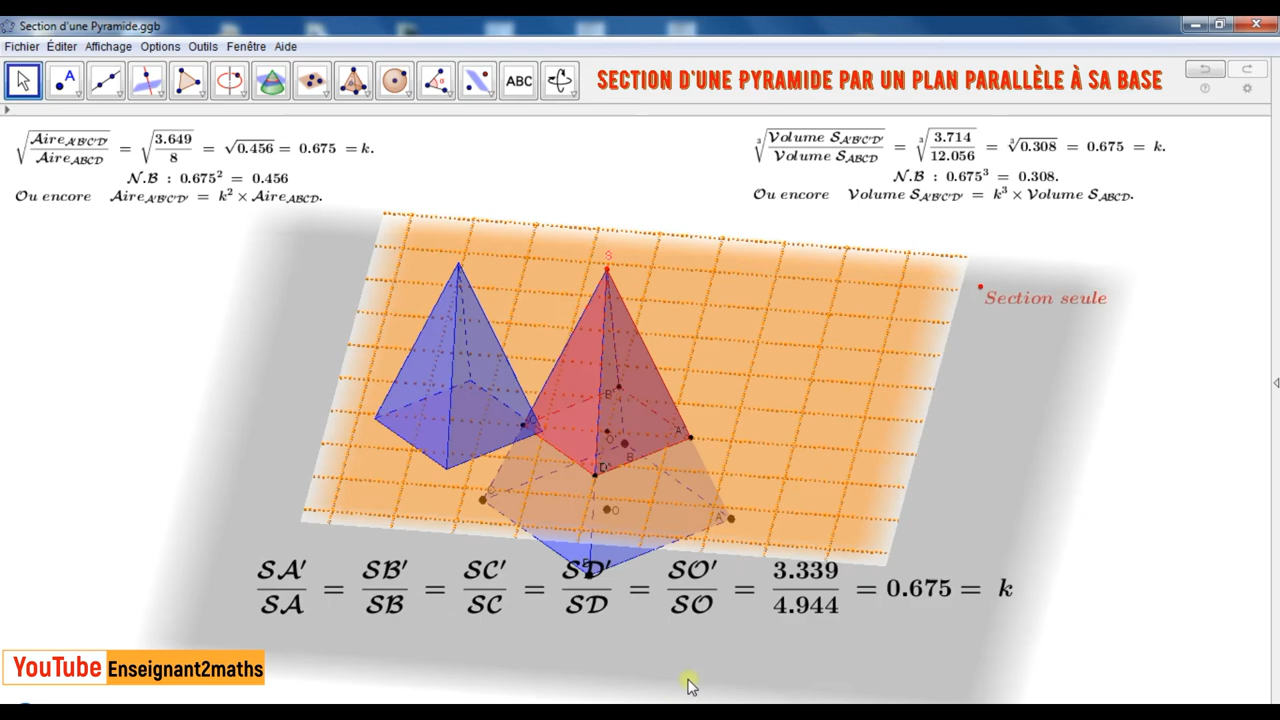 Section d'une Pyramide.ggb
Fichier Éditer Affichage Options Outils Fenêtre Aide
A
α
ABC
SECTION D'UNE PYRAMIDE PAR UN PLAN PARALLÈLE À SA BASE
√(Aire A'B'C'D' / Aire ABCD) = √(3.649 / 8) = √0.456 = 0.675 = k.
N.B : 0.675² = 0.456
Ou encore Aire A'B'C'D' = k² × Aire ABCD.
∛(Volume S A'B'C'D' / Volume S ABCD) = ∛(3.714 / 12.056) = ∛0.308 = 0.675 = k.
N.B : 0.675³ = 0.308.
Ou encore Volume S A'B'C'D' = k³ × Volume S ABCD.
S
Section seule
B'
A'
O'
B
D'
A
O
SA'/SA = SB'/SB = SC'/SC = SD'/SD = SO'/SO = 3.339/4.944 = 0.675 = k
YouTube Enseignant2maths